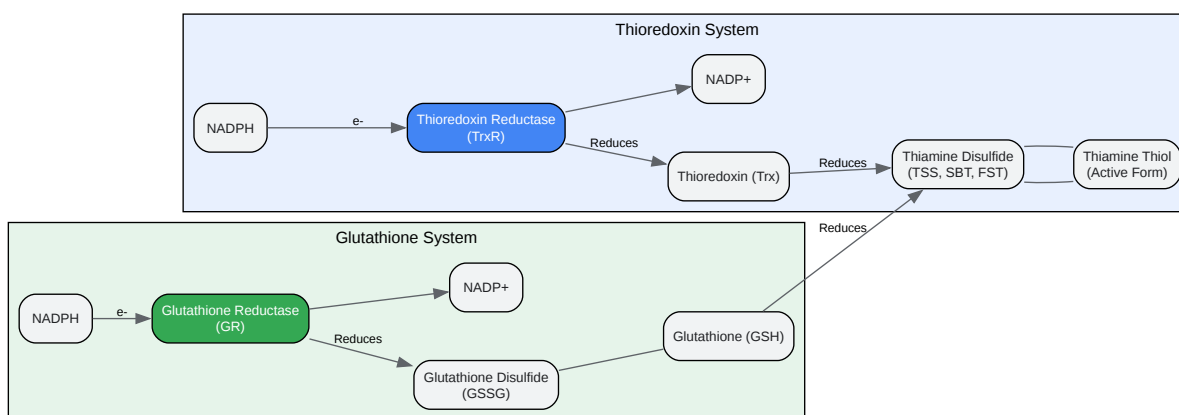 Thioredoxin System
NADP+
NADPH
e-
Thioredoxin Reductase
(TrxR)
Reduces
Thioredoxin (Trx)
Reduces
Thiamine Disulfide
(TSS, SBT, FST)
Thiamine Thiol
(Active Form)
Reduces
Glutathione System
NADP+
NADPH
e-
Glutathione Reductase
(GR)
Reduces
Glutathione (GSH)
Glutathione Disulfide
(GSSG)